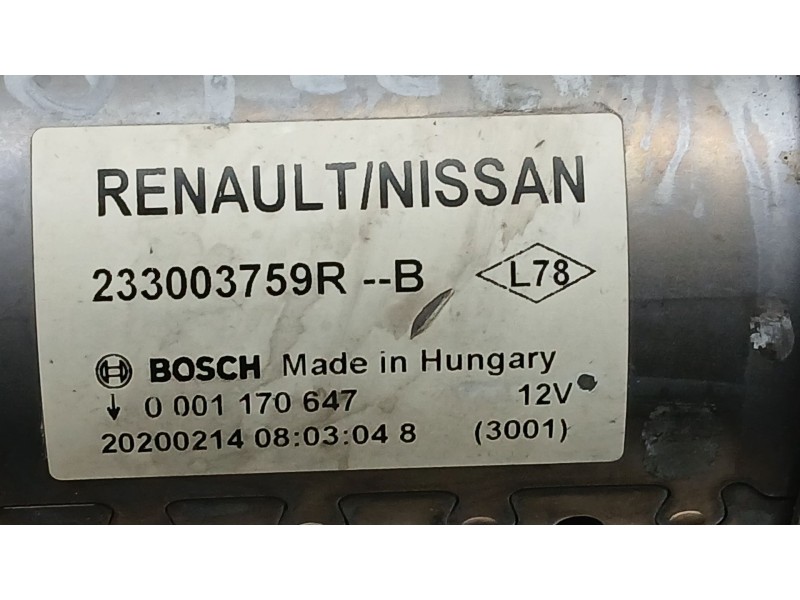 RENAULT/NISSAN
233003759R --B L78
BOSCH Made in Hungary
0 001 170 647 12V
20200214 08:03:04 8 (3001)